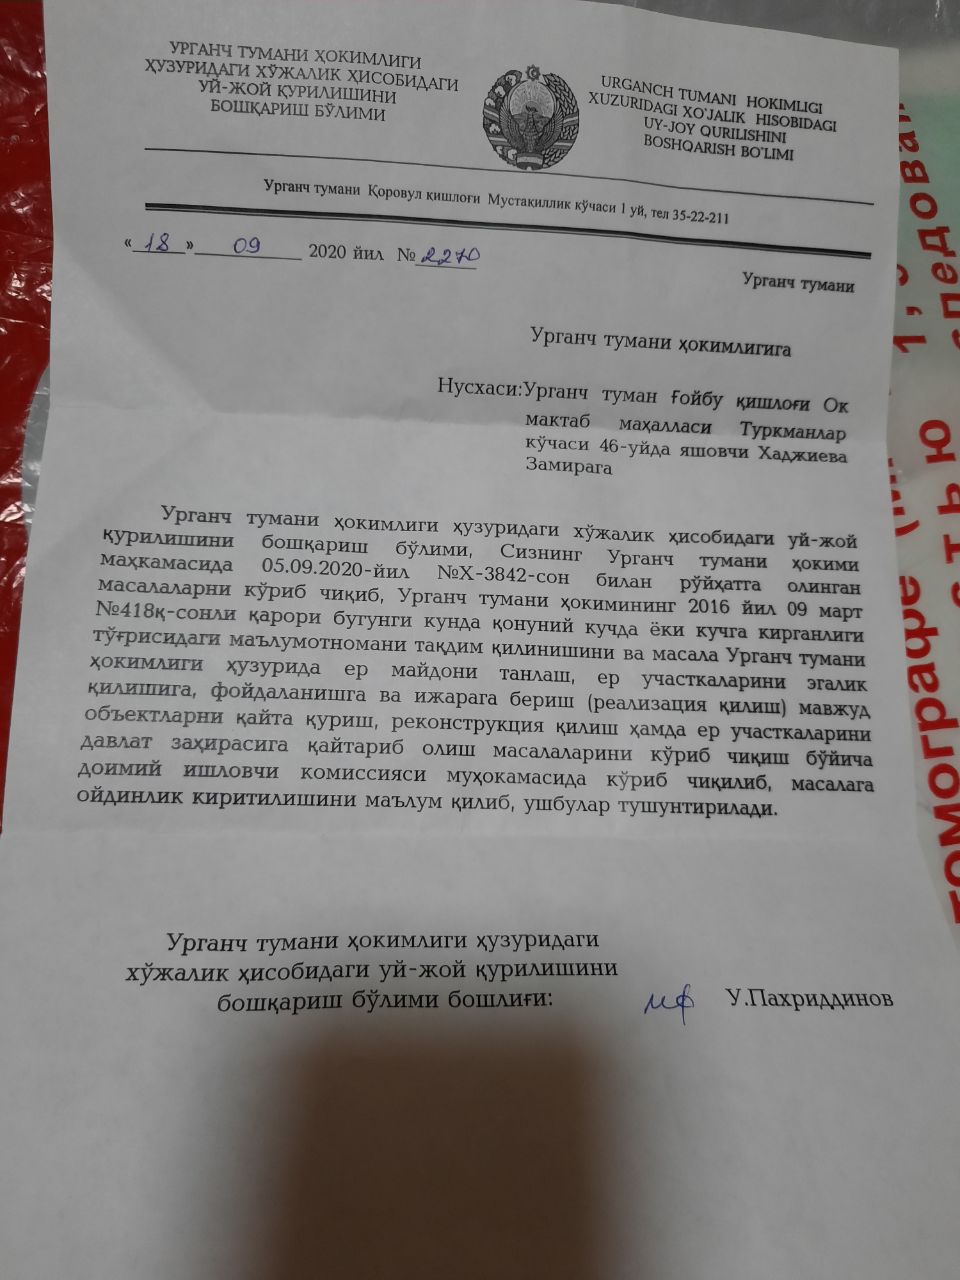 УРГАНЧ ТУМАНИ ҲОКИМЛИГИ
ҲУЗУРИДАГИ ХЎЖАЛИК ҲИСОБИДАГИ
УЙ-ЖОЙ ҚУРИЛИШИНИ
БОШҚАРИШ БЎЛИМИ
URGANCH TUMANI HOKIMLIGI
XUZURIDAGI XO'JALIK HISOBIDAGI
UY-JOY QURILISHINI
BOSHQARISH BO'LIMI
Урганч тумани Қоровул қишлоғи Мустақиллик кўчаси 1 уй, тел 35-22-211
« 18 » 09 2020 йил № 2270
Урганч тумани
Урганч тумани ҳокимлигига
Нусхаси:Урганч туман Ғойбу қишлоғи Ок
мактаб маҳалласи Туркманлар
кўчаси 46-уйда яшовчи Хаджиева
Замирага
Урганч тумани ҳокимлиги ҳузуридаги хўжалик ҳисобидаги уй-жой
қурилишини бошқариш бўлими, Сизнинг Урганч тумани ҳокими
маҳкамасида 05.09.2020-йил №Х-3842-сон билан рўйҳатга олинган
масалаларни кўриб чиқиб, Урганч тумани ҳокимининг 2016 йил 09 март
№418қ-сонли қарори бугунги кунда қонуний кучда ёки кучга кирганлиги
тўғрисидаги маълумотномани тақдим қилинишини ва масала Урганч тумани
ҳокимлиги ҳузурида ер майдони танлаш, ер участкаларини эгалик
қилишига, фойдаланишга ва ижарага бериш (реализация қилиш) мавжуд
объектларни қайта қуриш, реконструкция қилиш ҳамда ер участкаларини
давлат заҳирасига қайтариб олиш масалаларини кўриб чиқиш бўйича
доимий ишловчи комиссияси муҳокамасида кўриб чиқилиб, масалага
ойдинлик киритилишини маълум қилиб, ушбулар тушунтирилади.
Урганч тумани ҳокимлиги ҳузуридаги
хўжалик ҳисобидаги уй-жой қурилишини
бошқариш бўлими бошлиғи:
У.Пахриддинов